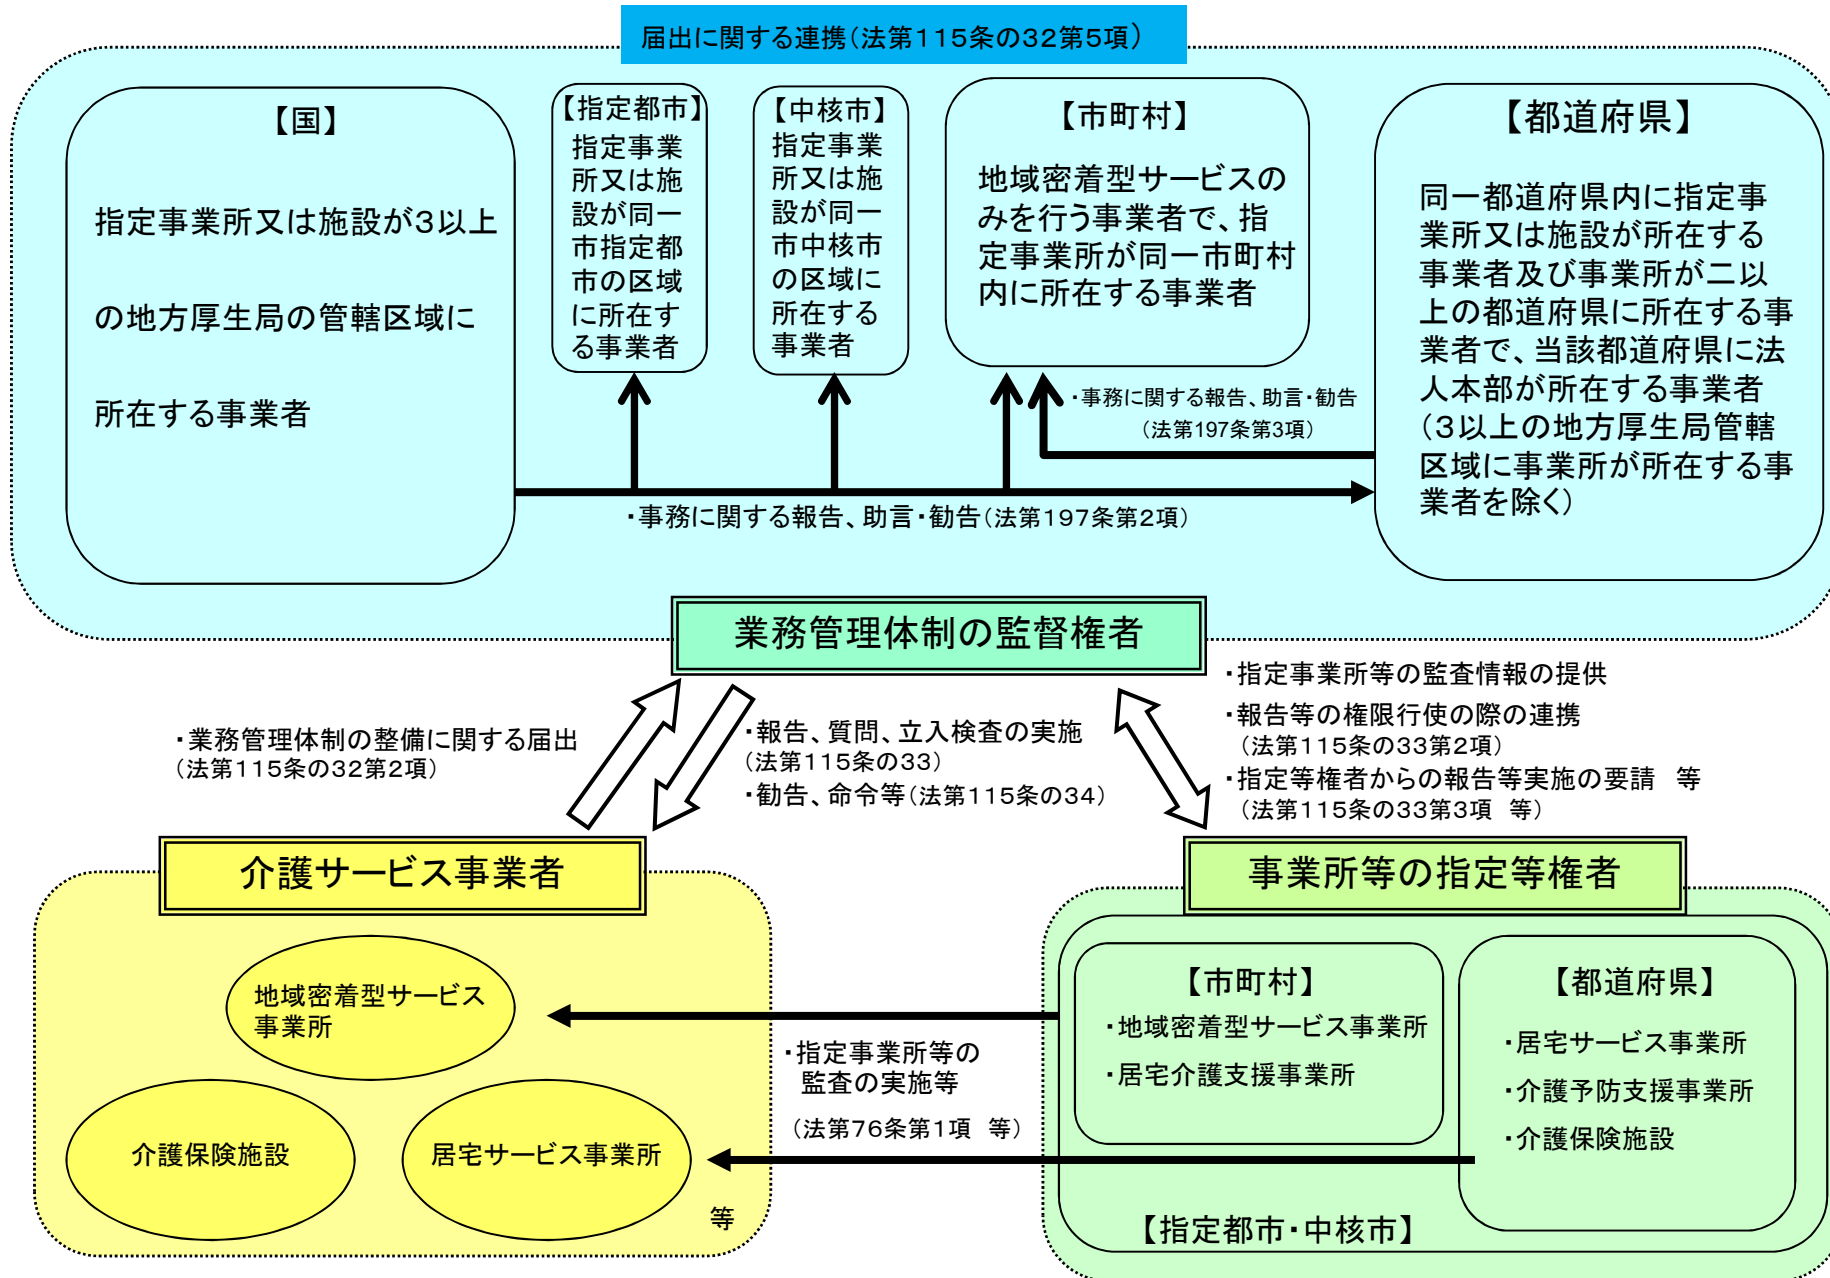 届出に関する連携(法第115条の32第5項)
【国】
指定事業所又は施設が3以上
の地方厚生局の管轄区域に
所在する事業者
【指定都市】
指定事業
所又は施
設が同一
市指定都
市の区域
に所在す
る事業者
【中核市】
指定事業
所又は施
設が同一
市中核市
の区域に
所在する
事業者
【市町村】
地域密着型サービスの
みを行う事業者で、指
定事業所が同一市町村
内に所在する事業者
【都道府県】
同一都道府県内に指定事
業所又は施設が所在する
事業者及び事業所が二以
上の都道府県に所在する事
業者で、当該都道府県に法
人本部が所在する事業者
(3以上の地方厚生局管轄
区域に事業所が所在する事
業者を除く)
・事務に関する報告、助言・勧告
(法第197条第3項)
・事務に関する報告、助言・勧告(法第197条第2項)
業務管理体制の監督権者
・業務管理体制の整備に関する届出
(法第115条の32第2項)
・報告、質問、立入検査の実施
(法第115条の33)
・勧告、命令等(法第115条の34)
・指定事業所等の監査情報の提供
・報告等の権限行使の際の連携
(法第115条の33第2項)
・指定等権者からの報告等実施の要請 等
(法第115条の33第3項 等)
介護サービス事業者
地域密着型サービス
事業所
介護保険施設
居宅サービス事業所
等
・指定事業所等の
監査の実施等
(法第76条第1項 等)
事業所等の指定等権者
【市町村】
・地域密着型サービス事業所
・居宅介護支援事業所
【都道府県】
・居宅サービス事業所
・介護予防支援事業所
・介護保険施設
【指定都市・中核市】